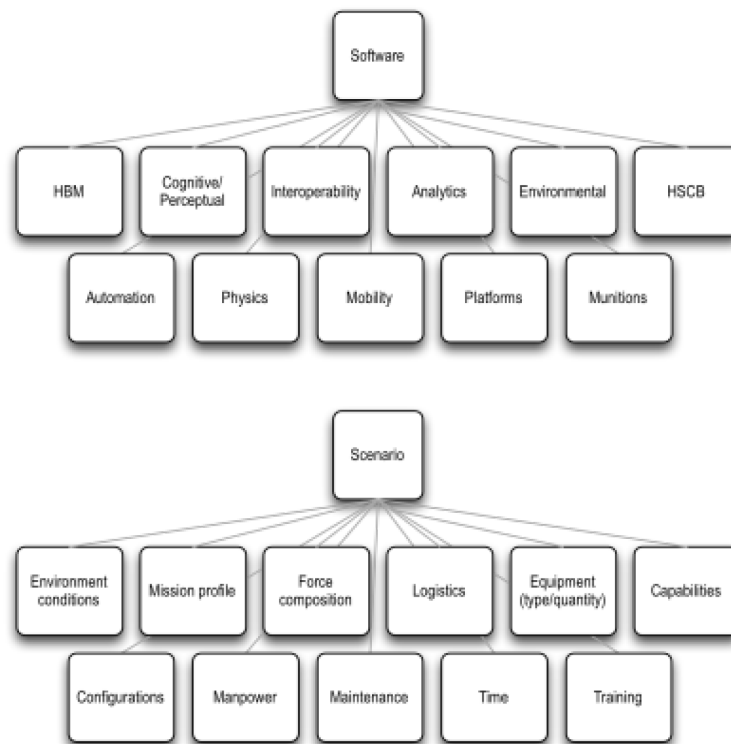 Software
HBM
Cognitive/
Perceptual
Interoperability
Analytics
Environmental
HSCB
Automation
Physics
Mobility
Platforms
Munitions
Scenario
Environment
conditions
Mission profile
Force
composition
Logistics
Equipment
(type/quantity)
Capabilities
Configurations
Manpower
Maintenance
Time
Training